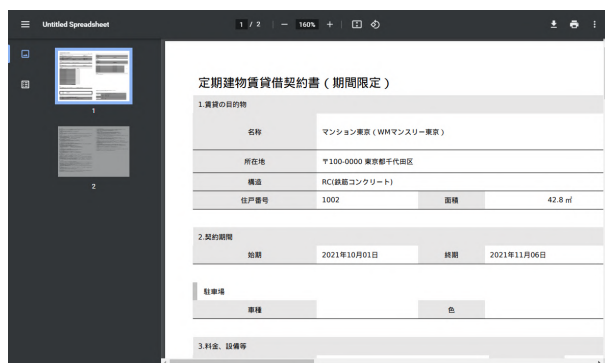 Untitled Spreadsheet
1 / 2
160%
1
2
定期建物賃貸借契約書(期間限定)
1.賃貸の目的物
名称 マンション東京(WMマンスリー東京)
所在地 〒100-0000 東京都千代田区
構造 RC(鉄筋コンクリート)
住戸番号 1002 面積 42.8 ㎡
2.契約期間
始期 2021年10月01日 終期 2021年11月06日
駐車場
車種 色
3.料金、設備等